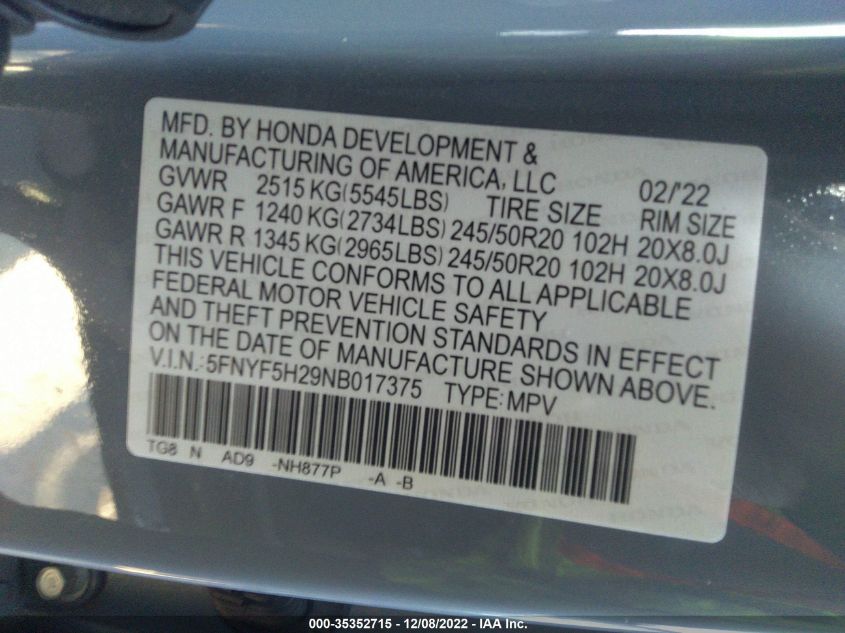 MFD. BY HONDA DEVELOPMENT &
MANUFACTURING OF AMERICA, LLC 02/'22
GVWR 2515 KG(5545LBS) TIRE SIZE RIM SIZE
GAWR F 1240 KG(2734LBS) 245/50R20 102H 20X8.0J
GAWR R 1345 KG(2965LBS) 245/50R20 102H 20X8.0J
THIS VEHICLE CONFORMS TO ALL APPLICABLE
FEDERAL MOTOR VEHICLE SAFETY
AND THEFT PREVENTION STANDARDS IN EFFECT
ON THE DATE OF MANUFACTURE SHOWN ABOVE.
V.I.N.:5FNYF5H29NB017375 TYPE:MPV
TG8 N AD9 -NH877P -A -B
000-35352715 - 12/08/2022 - IAA Inc.